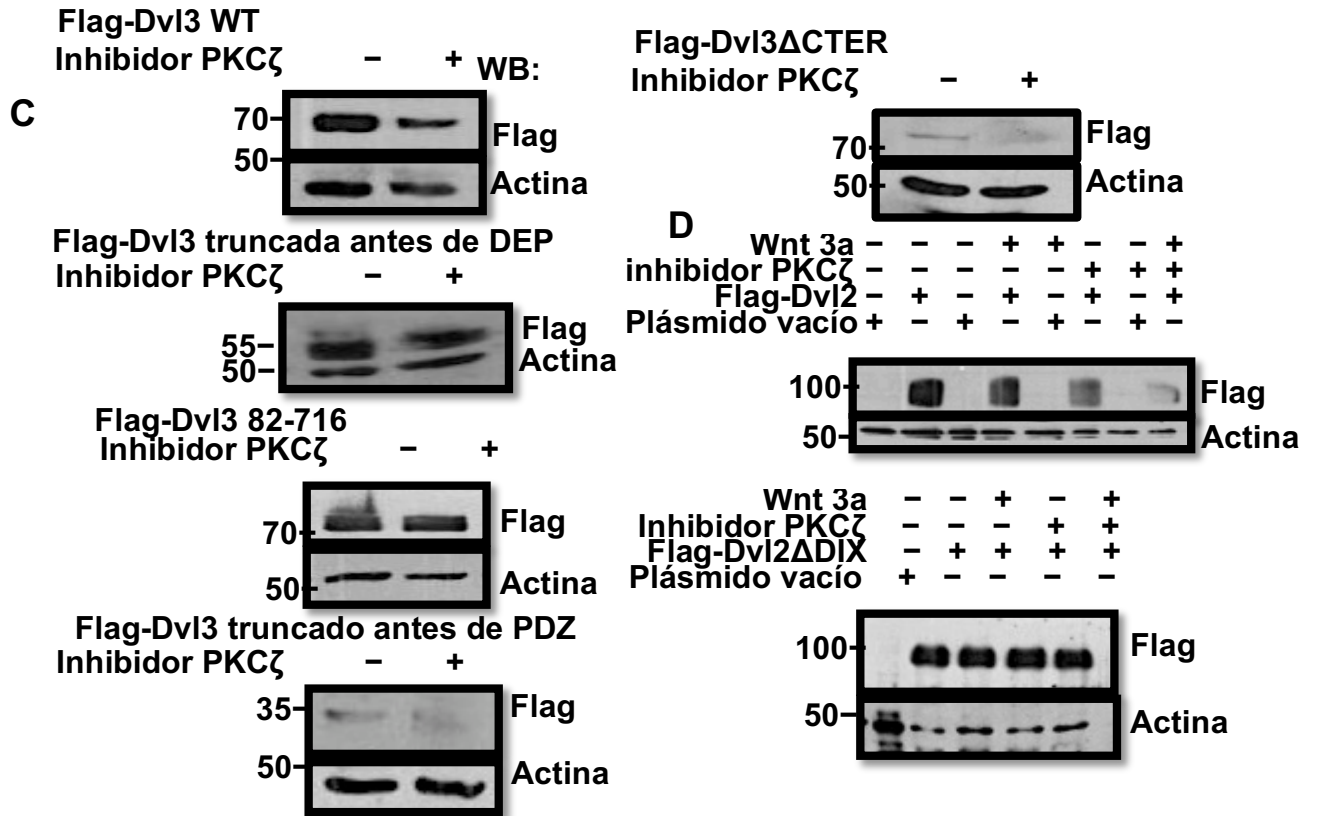 Flag-Dvl3 WT
Inhibidor PKCζ − +
WB:
C
70
Flag
50
Actina
Flag-Dvl3 truncada antes de DEP
Inhibidor PKCζ − +
Flag
55
Actina
50
Flag-Dvl3 82-716
Inhibidor PKCζ − +
70
Flag
50
Actina
Flag-Dvl3 truncado antes de PDZ
Inhibidor PKCζ − +
35
Flag
50
Actina
Flag-Dvl3ΔCTER
Inhibidor PKCζ − +
Flag
70
50
Actina
D
Wnt 3a − − − + + − − +
inhibidor PKCζ − − − − − + + +
Flag-Dvl2 − + − + − + − +
Plásmido vacío + − + − + − + −
100
Flag
50
Actina
Wnt 3a − − + − +
Inhibidor PKCζ − − − + +
Flag-Dvl2ΔDIX − + + + +
Plásmido vacío + − − − −
100
Flag
50
Actina